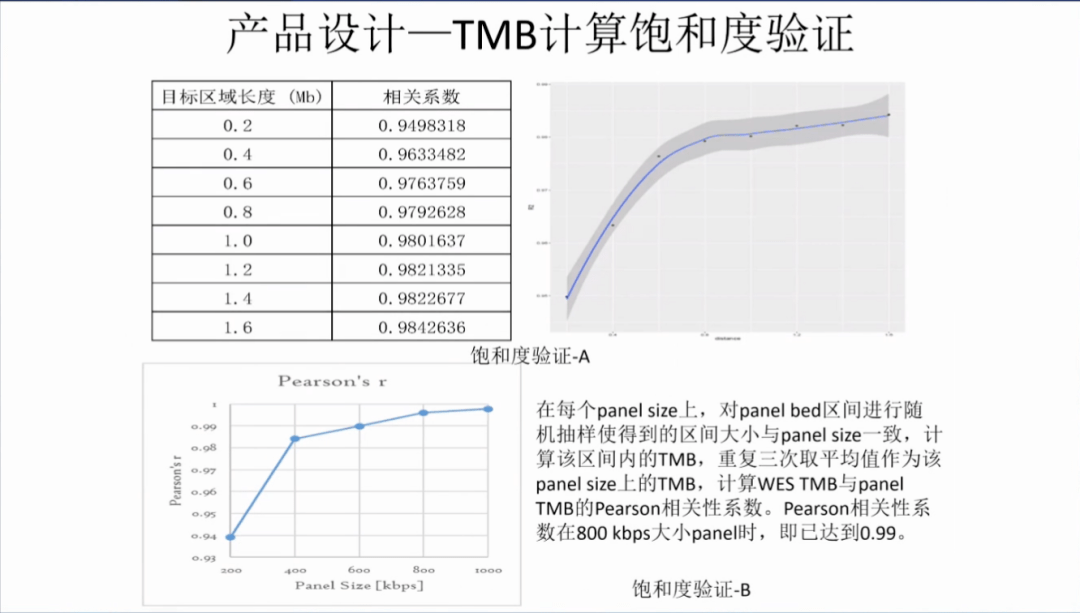 产品设计—TMB计算饱和度验证
目标区域长度 (Mb) 相关系数
0.2 0.9498318
0.4 0.9633482
0.6 0.9763759
0.8 0.9792628
1.0 0.9801637
1.2 0.9821335
1.4 0.9822677
1.6 0.9842636
饱和度验证-A
Pearson's r
1
0.99
0.98
0.97
0.96
0.95
0.94
0.93
Pearson's r
200 400 600 800 1000
Panel Size [kbps]
在每个panel size上，对panel bed区间进行随
机抽样使得到的区间大小与panel size一致，计
算该区间内的TMB，重复三次取平均值作为该
panel size上的TMB，计算WES TMB与panel
TMB的Pearson相关性系数。Pearson相关性系
数在800 kbps大小panel时，即已达到0.99。
饱和度验证-B